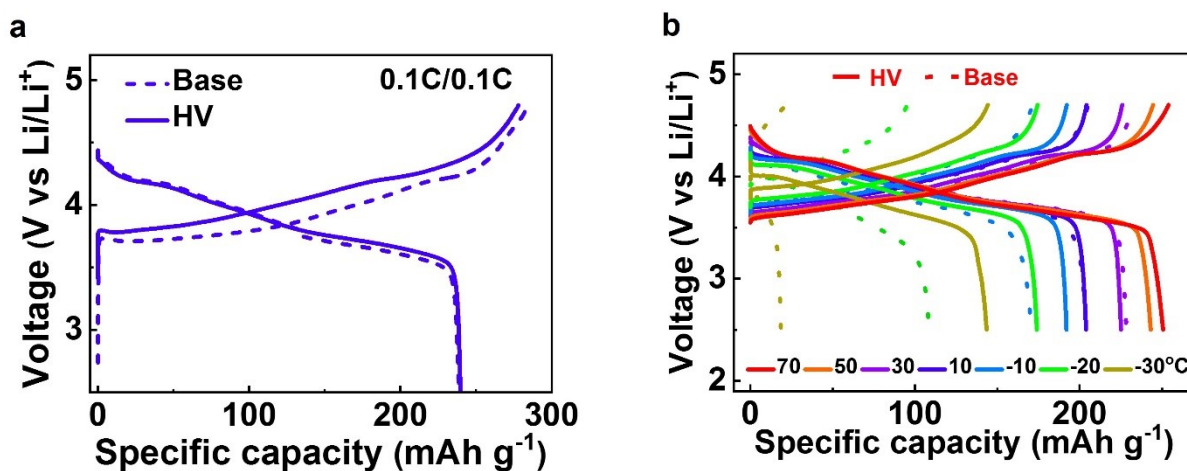 a
Base
HV
0.1C/0.1C
Voltage (V vs Li/Li⁺)
5
4
3
0 100 200 300
Specific capacity (mAh g⁻¹)
b
HV Base
Voltage (V vs Li/Li⁺)
5
4
3
2
70 50 30 10 -10 -20 -30°C
0 100 200
Specific capacity (mAh g⁻¹)